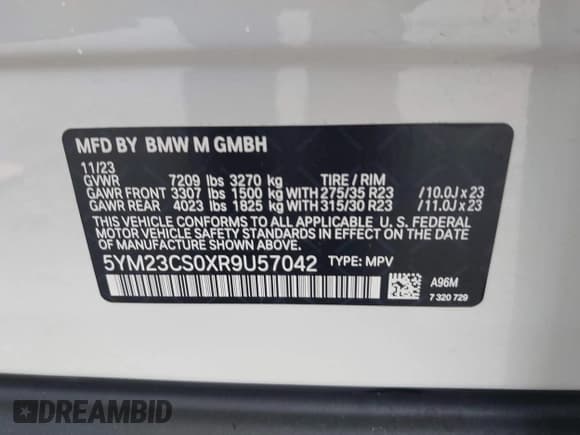 MFD BY BMW M GMBH
11/23
GVWR 7209 lbs 3270 kg TIRE / RIM
GAWR FRONT 3307 lbs 1500 kg WITH 275/35 R23 /10.0J x 23
GAWR REAR 4023 lbs 1825 kg WITH 315/30 R23 /11.0J x 23
THIS VEHICLE CONFORMS TO ALL APPLICABLE U. S. FEDERAL
MOTOR VEHICLE SAFETY STANDARDS IN EFFECT ON THE DATE
OF MANUFACTURE SHOWN ABOVE.
5YM23CS0XR9U57042 TYPE: MPV
A96M
7 320 729
DREAMBID